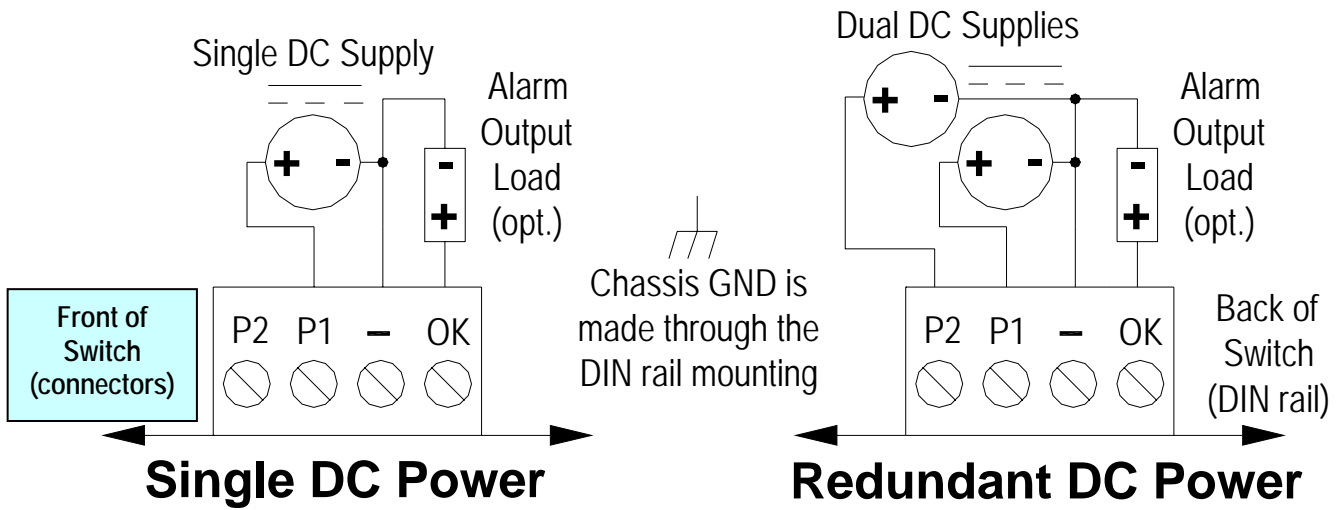 Single DC Supply
+ -
Alarm
Output
Load
(opt.)
-
+
Front of
Switch
(connectors)
P2 P1 – OK
Single DC Power
Chassis GND is
made through the
DIN rail mounting
Dual DC Supplies
+ -
+ -
Alarm
Output
Load
(opt.)
-
+
P2 P1 – OK
Back of
Switch
(DIN rail)
Redundant DC Power